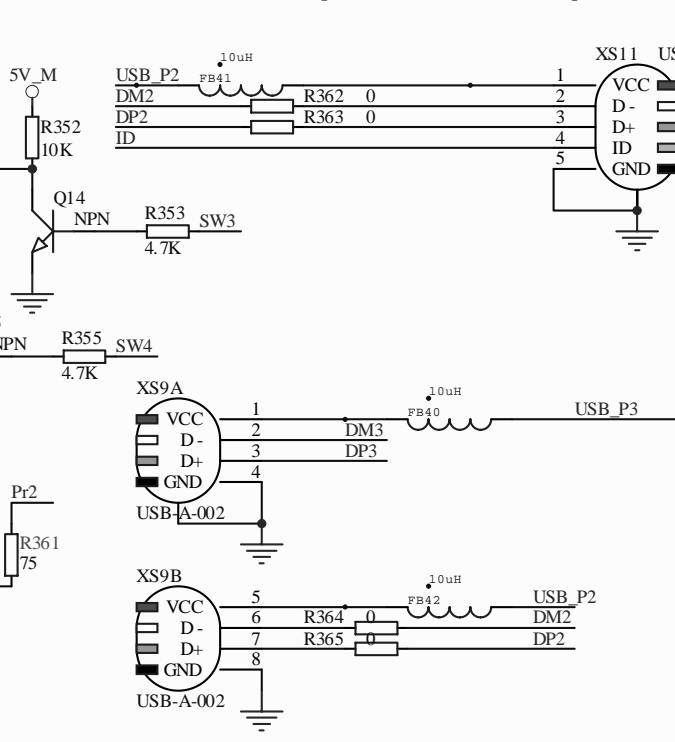 10uH
XS11
5V_M
USB_P2
FB41
1
VCC
DM2
R362
0
2
D-
R352
DP2
R363
0
3
D+
10K
ID
4
ID
5
GND
Q14
NPN
R353
SW3
4.7K
NPN
R355
SW4
4.7K
XS9A
10uH
VCC
1
FB40
USB_P3
D-
2
DM3
D+
3
DP3
GND
4
Pr2
USB-A-002
R361
75
XS9B
10uH
VCC
5
FB42
USB_P2
D-
6
R364
0
DM2
D+
7
R365
0
DP2
GND
8
USB-A-002